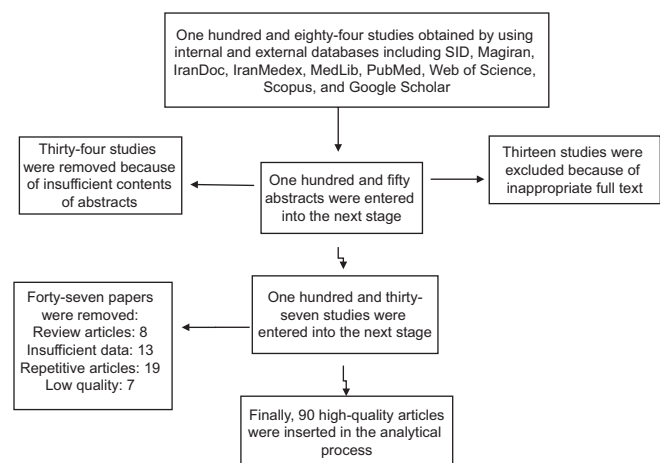 One hundred and eighty-four studies obtained by using
internal and external databases including SID, Magiran,
IranDoc, IranMedex, MedLib, PubMed, Web of Science,
Scopus, and Google Scholar
Thirty-four studies
were removed because
of insufficient contents
of abstracts
One hundred and fifty
abstracts were entered
into the next stage
Thirteen studies were
excluded because of
inappropriate full text
Forty-seven papers
were removed:
Review articles: 8
Insufficient data: 13
Repetitive articles: 19
Low quality: 7
One hundred and thirty-
seven studies were
entered into the next stage
Finally, 90 high-quality articles
were inserted in the analytical
process